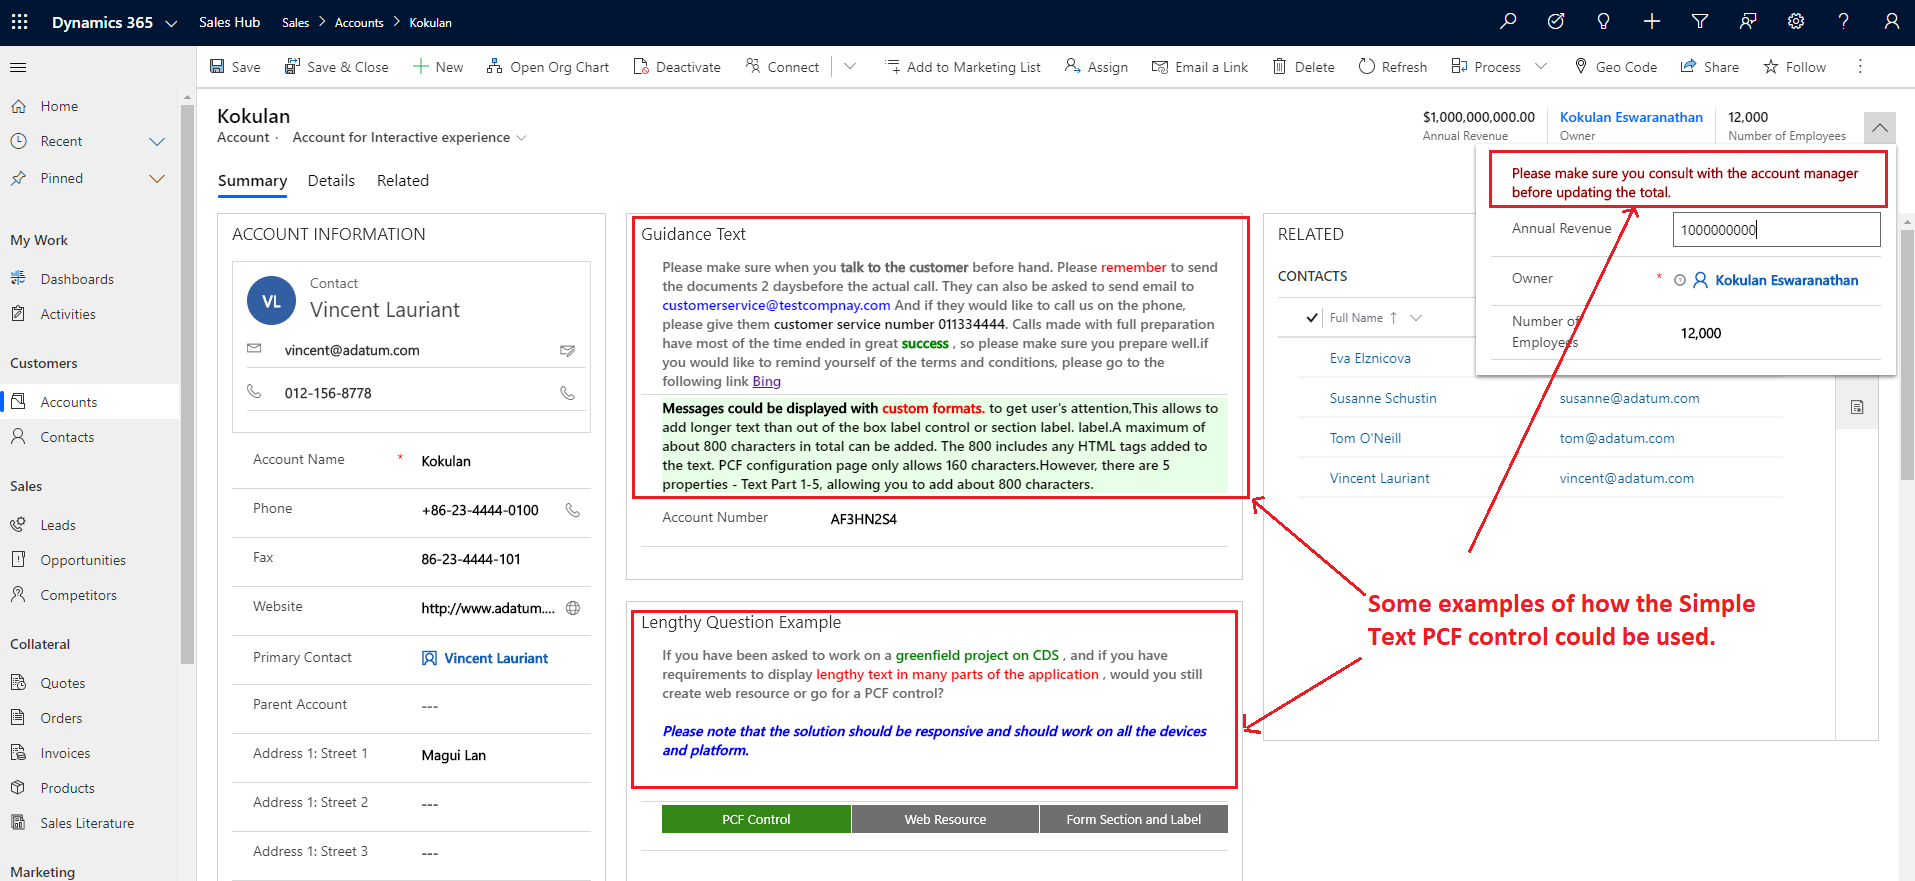 Dynamics 365
Sales Hub
Sales > Accounts > Kokulan
Save
Save & Close
New
Open Org Chart
Deactivate
Connect
Add to Marketing List
Assign
Email a Link
Delete
Refresh
Process
Geo Code
Share
Follow
Home
Recent
Pinned
My Work
Dashboards
Activities
Customers
Accounts
Contacts
Sales
Leads
Opportunities
Competitors
Collateral
Quotes
Orders
Invoices
Products
Sales Literature
Marketing
Kokulan
Account · Account for Interactive experience
$1,000,000,000.00
Annual Revenue
Kokulan Eswaranathan
Owner
12,000
Number of Employees
Summary
Details
Related
ACCOUNT INFORMATION
VL
Contact
Vincent Lauriant
vincent@adatum.com
012-156-8778
Account Name * Kokulan
Phone +86-23-4444-0100
Fax 86-23-4444-101
Website http://www.adatum....
Primary Contact Vincent Lauriant
Parent Account ---
Address 1: Street 1 Magui Lan
Address 1: Street 2 ---
Address 1: Street 3 ---
Guidance Text
Please make sure when you talk to the customer before hand. Please remember to send
the documents 2 daysbefore the actual call. They can also be asked to send email to
customerservice@testcompnay.com And if they would like to call us on the phone,
please give them customer service number 011334444. Calls made with full preparation
have most of the time ended in great success , so please make sure you prepare well.if
you would like to remind yourself of the terms and conditions, please go to the
following link Bing
Messages could be displayed with custom formats. to get user's attention,This allows to
add longer text than out of the box label control or section label. label.A maximum of
about 800 characters in total can be added. The 800 includes any HTML tags added to
the text. PCF configuration page only allows 160 characters.However, there are 5
properties - Text Part 1-5, allowing you to add about 800 characters.
Account Number AF3HN2S4
Lengthy Question Example
If you have been asked to work on a greenfield project on CDS , and if you have
requirements to display lengthy text in many parts of the application , would you still
create web resource or go for a PCF control?
Please note that the solution should be responsive and should work on all the devices
and platform.
PCF Control
Web Resource
Form Section and Label
RELATED
CONTACTS
Full Name ↑
Eva Elznicova
Susanne Schustin susanne@adatum.com
Tom O'Neill tom@adatum.com
Vincent Lauriant vincent@adatum.com
Please make sure you consult with the account manager
before updating the total.
Annual Revenue 1000000000
Owner * Kokulan Eswaranathan
Number of
Employees
12,000
Some examples of how the Simple
Text PCF control could be used.